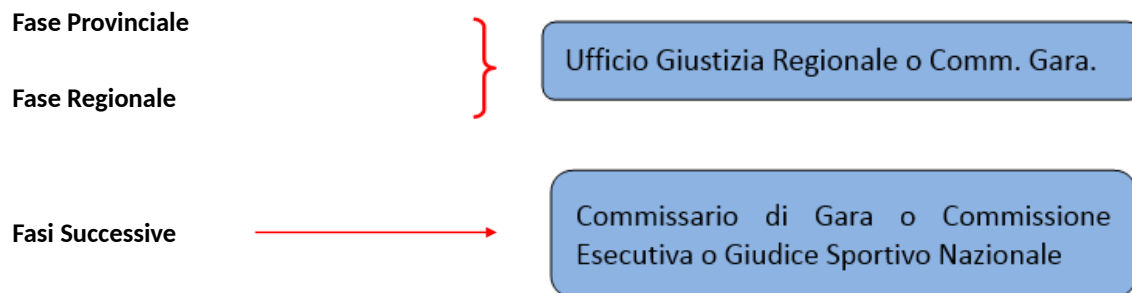 Fase Provinciale
Ufficio Giustizia Regionale o Comm. Gara.
Fase Regionale
Commissario di Gara o Commissione
Esecutiva o Giudice Sportivo Nazionale
Fasi Successive